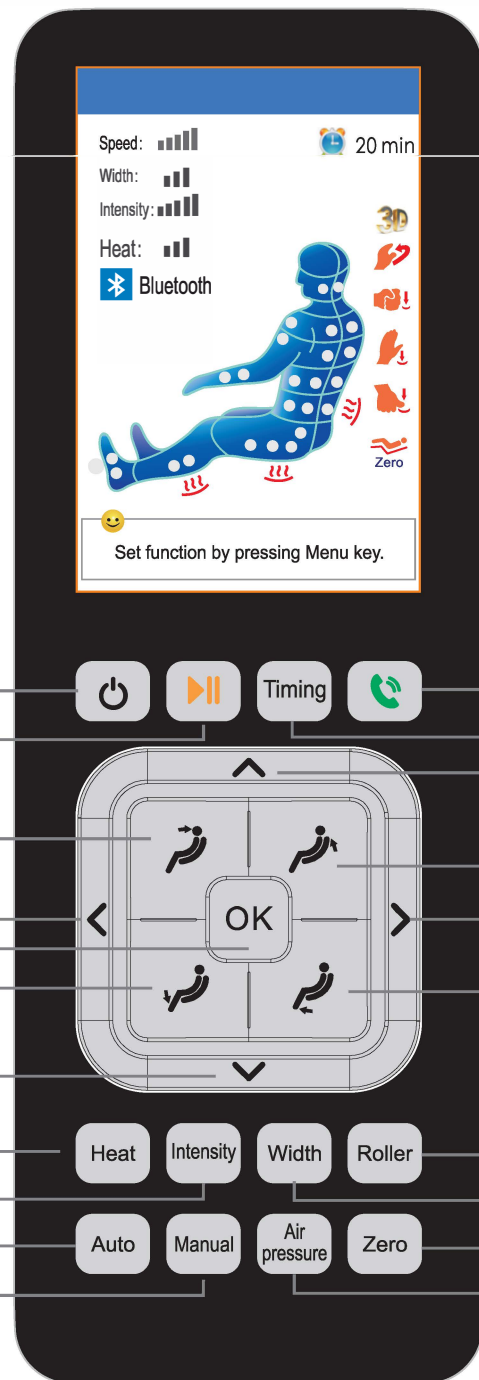 Speed:
20 min
Width:
Intensity:
3D
Heat:
Bluetooth
Zero
Set function by pressing Menu key.
Timing
OK
Heat
Intensity
Width
Roller
Auto
Manual
Air
pressure
Zero